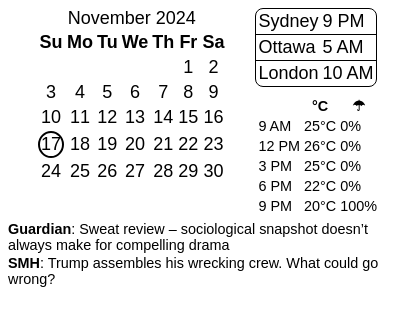 November 2024
Su Mo Tu We Th Fr Sa
1 2
3 4 5 6 7 8 9
10 11 12 13 14 15 16
17 18 19 20 21 22 23
24 25 26 27 28 29 30
Sydney 9 PM
Ottawa 5 AM
London 10 AM
°C ☂
9 AM 25°C 0%
12 PM 26°C 0%
3 PM 25°C 0%
6 PM 22°C 0%
9 PM 20°C 100%
Guardian: Sweat review – sociological snapshot doesn’t
always make for compelling drama
SMH: Trump assembles his wrecking crew. What could go
wrong?